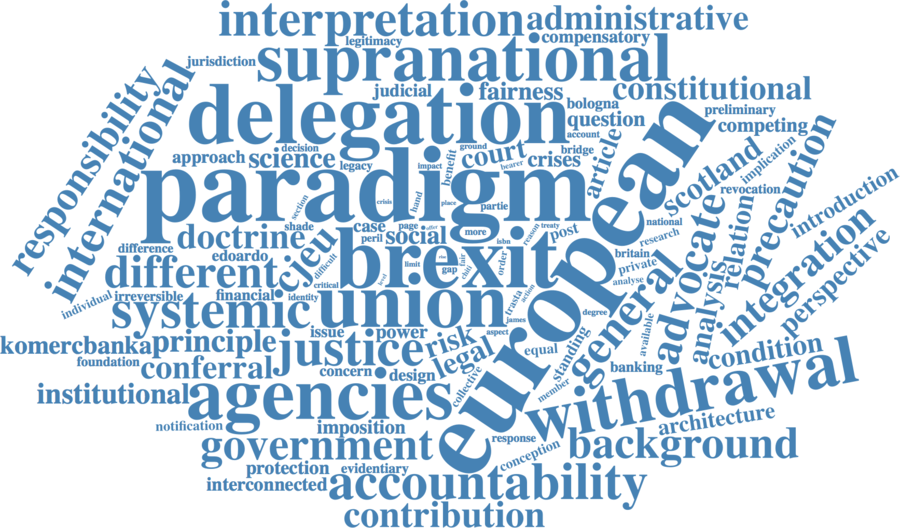 interpretation
administrative
legitimacy
compensatory
jurisdiction
supranational
judicial
fairness
constitutional
responsibility
international
delegation
bologna
question
account
preliminary
competing
decision
ground
court
bridge
approach
science
legacy
impact
benefit
bearer
crises
article
european
scotland
implication
precaution
paradigm
crisis
hand
place
partie
section
revocation
introduction
shade
case
page
effort
more
isbn
reason
treaty
post
national
research
relation
advocate
difference
doctrine
peril
social
edoardo
cjeu
difficult
brexit
limit
rise
gap
fair
chiti
order
britain
private
analyse
general
analysis
integration
perspective
different
critical
level
financial
identity
individual
irreversible
systemic
union
trasta
action
james
degree
available
komercbanka
principle
issue
power
risk
aspect
foundation
justice
legal
equal
standing
condition
conferral
concern
design
collective
member
banking
institutional
agencies
withdrawal
notification
imposition
architecture
government
response
conception
background
protection
evidentiary
interconnected
accountability
contribution